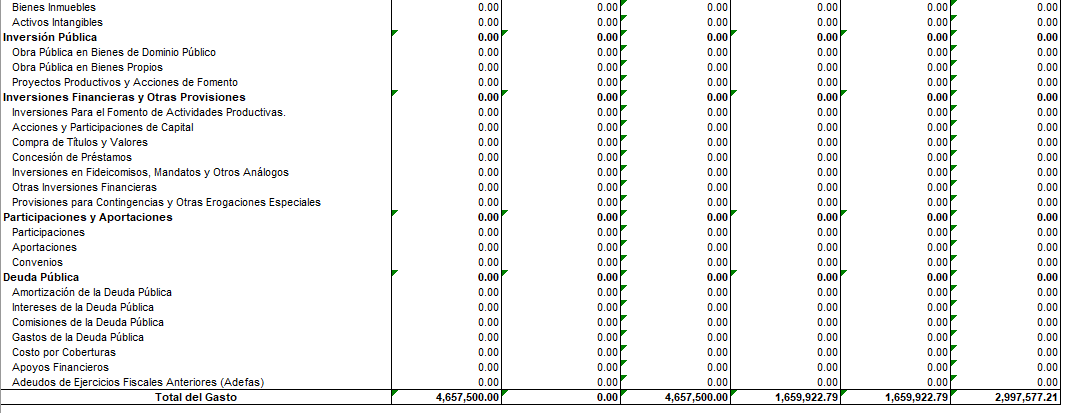 Bienes Inmuebles 0.00 0.00 0.00 0.00 0.00 0.00
Activos Intangibles 0.00 0.00 0.00 0.00 0.00 0.00
Inversión Pública 0.00 0.00 0.00 0.00 0.00 0.00
Obra Pública en Bienes de Dominio Público 0.00 0.00 0.00 0.00 0.00 0.00
Obra Pública en Bienes Propios 0.00 0.00 0.00 0.00 0.00 0.00
Proyectos Productivos y Acciones de Fomento 0.00 0.00 0.00 0.00 0.00 0.00
Inversiones Financieras y Otras Provisiones 0.00 0.00 0.00 0.00 0.00 0.00
Inversiones Para el Fomento de Actividades Productivas. 0.00 0.00 0.00 0.00 0.00 0.00
Acciones y Participaciones de Capital 0.00 0.00 0.00 0.00 0.00 0.00
Compra de Títulos y Valores 0.00 0.00 0.00 0.00 0.00 0.00
Concesión de Préstamos 0.00 0.00 0.00 0.00 0.00 0.00
Inversiones en Fideicomisos, Mandatos y Otros Análogos 0.00 0.00 0.00 0.00 0.00 0.00
Otras Inversiones Financieras 0.00 0.00 0.00 0.00 0.00 0.00
Provisiones para Contingencias y Otras Erogaciones Especiales 0.00 0.00 0.00 0.00 0.00 0.00
Participaciones y Aportaciones 0.00 0.00 0.00 0.00 0.00 0.00
Participaciones 0.00 0.00 0.00 0.00 0.00 0.00
Aportaciones 0.00 0.00 0.00 0.00 0.00 0.00
Convenios 0.00 0.00 0.00 0.00 0.00 0.00
Deuda Pública 0.00 0.00 0.00 0.00 0.00 0.00
Amortización de la Deuda Pública 0.00 0.00 0.00 0.00 0.00 0.00
Intereses de la Deuda Pública 0.00 0.00 0.00 0.00 0.00 0.00
Comisiones de la Deuda Pública 0.00 0.00 0.00 0.00 0.00 0.00
Gastos de la Deuda Pública 0.00 0.00 0.00 0.00 0.00 0.00
Costo por Coberturas 0.00 0.00 0.00 0.00 0.00 0.00
Apoyos Financieros 0.00 0.00 0.00 0.00 0.00 0.00
Adeudos de Ejercicios Fiscales Anteriores (Adefas) 0.00 0.00 0.00 0.00 0.00 0.00
Total del Gasto 4,657,500.00 0.00 4,657,500.00 1,659,922.79 1,659,922.79 2,997,577.21